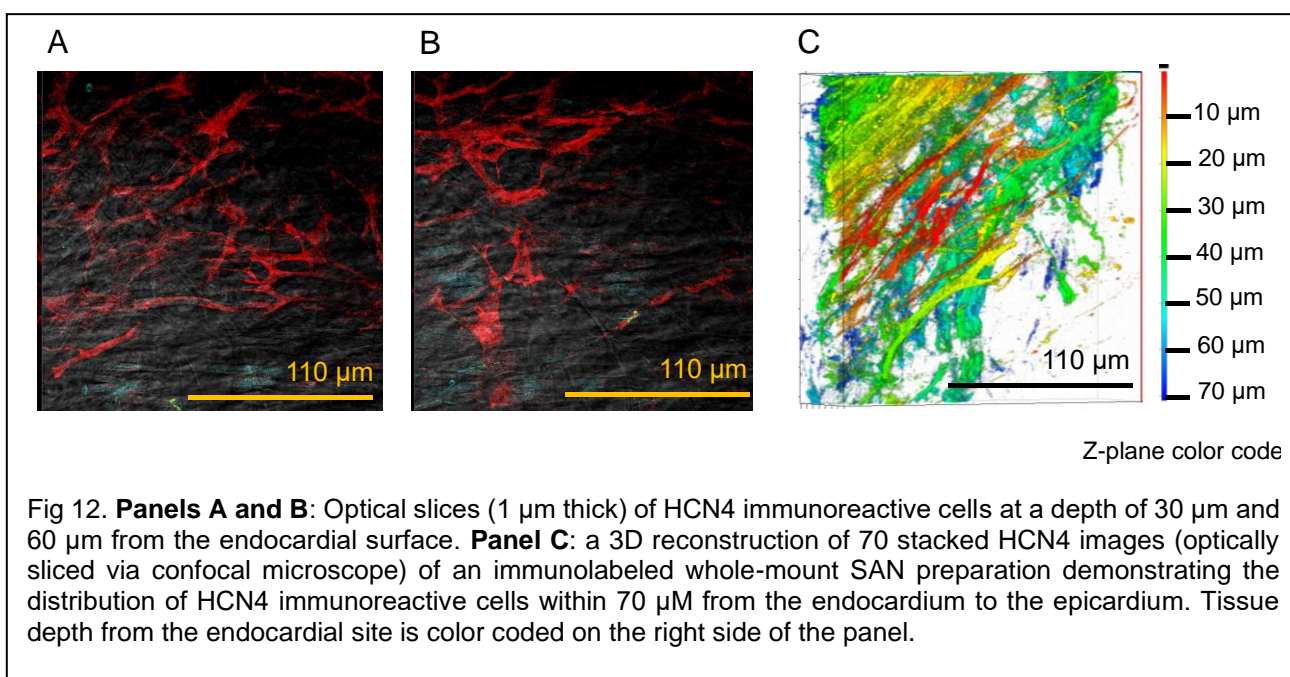 A
B
C
110 µm
110 µm
110 µm
10 µm
20 µm
30 µm
40 µm
50 µm
60 µm
70 µm
Z-plane color code
Fig 12. Panels A and B: Optical slices (1 µm thick) of HCN4 immunoreactive cells at a depth of 30 µm and
60 µm from the endocardial surface. Panel C: a 3D reconstruction of 70 stacked HCN4 images (optically
sliced via confocal microscope) of an immunolabeled whole-mount SAN preparation demonstrating the
distribution of HCN4 immunoreactive cells within 70 µM from the endocardium to the epicardium. Tissue
depth from the endocardial site is color coded on the right side of the panel.